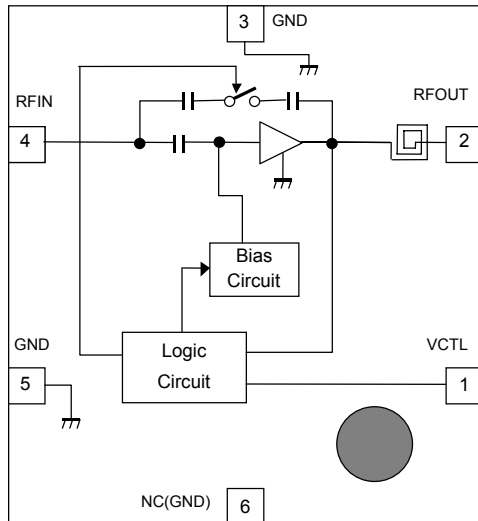 3 GND
RFIN
RFOUT
4
2
Bias
Circuit
GND
Logic
Circuit
VCTL
5
1
NC(GND) 6